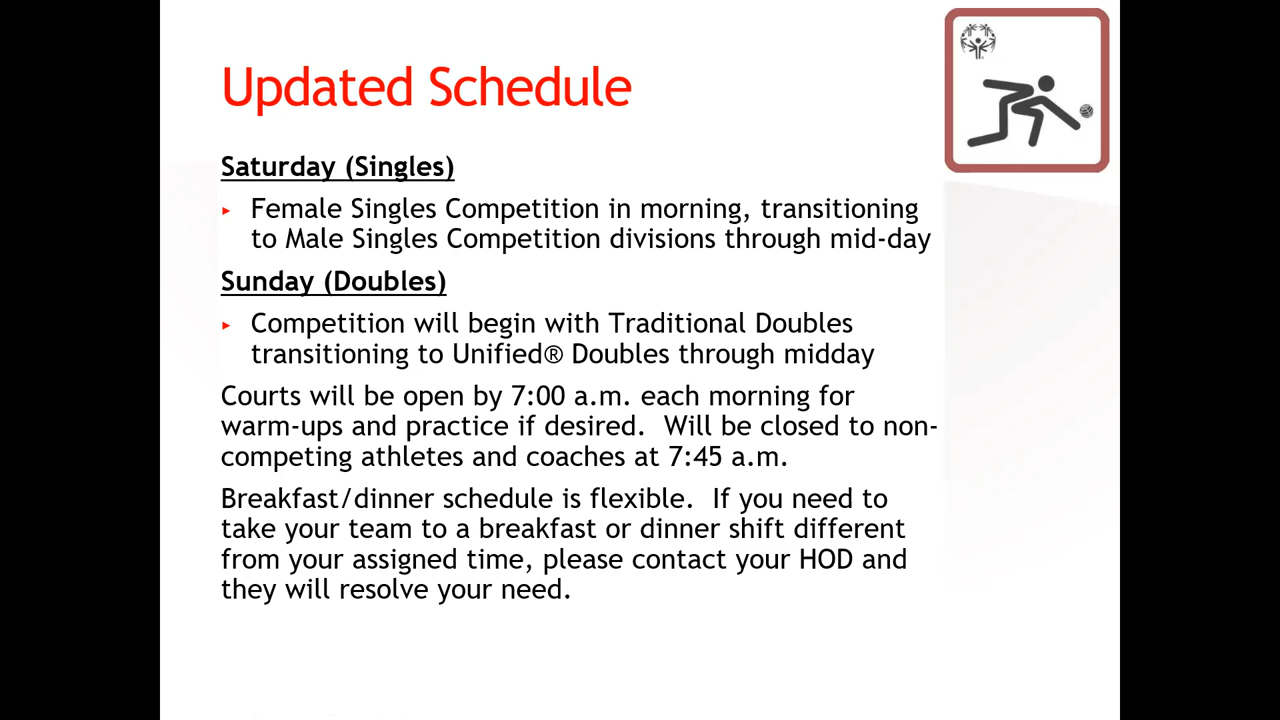 Updated Schedule
Saturday (Singles)
▸ Female Singles Competition in morning, transitioning
to Male Singles Competition divisions through mid-day
Sunday (Doubles)
▸ Competition will begin with Traditional Doubles
transitioning to Unified® Doubles through midday
Courts will be open by 7:00 a.m. each morning for
warm-ups and practice if desired.  Will be closed to non-
competing athletes and coaches at 7:45 a.m.
Breakfast/dinner schedule is flexible.  If you need to
take your team to a breakfast or dinner shift different
from your assigned time, please contact your HOD and
they will resolve your need.